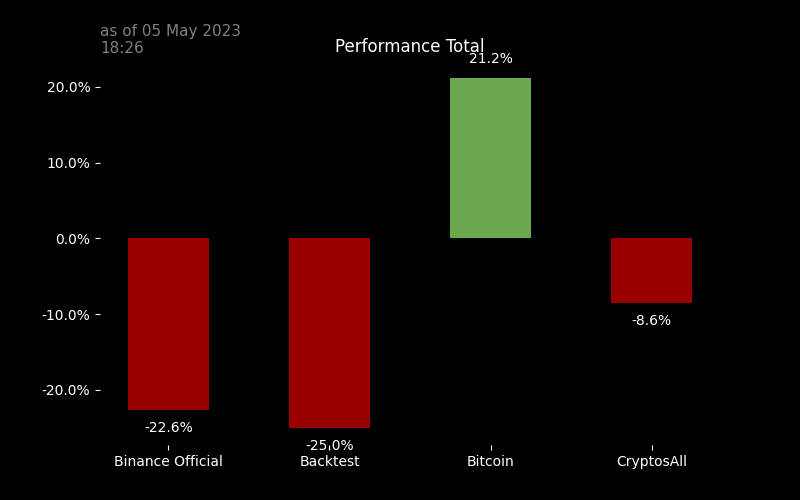 as of 05 May 2023
18:26
Performance Total
21.2%
20.0%
10.0%
0.0%
-10.0%
-8.6%
-20.0%
-22.6%
-25.0%
Binance Official
Backtest
Bitcoin
CryptosAll